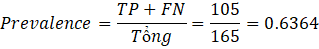 Prevalence = (TP + FN) / Tổng = 105 / 165 = 0.6364